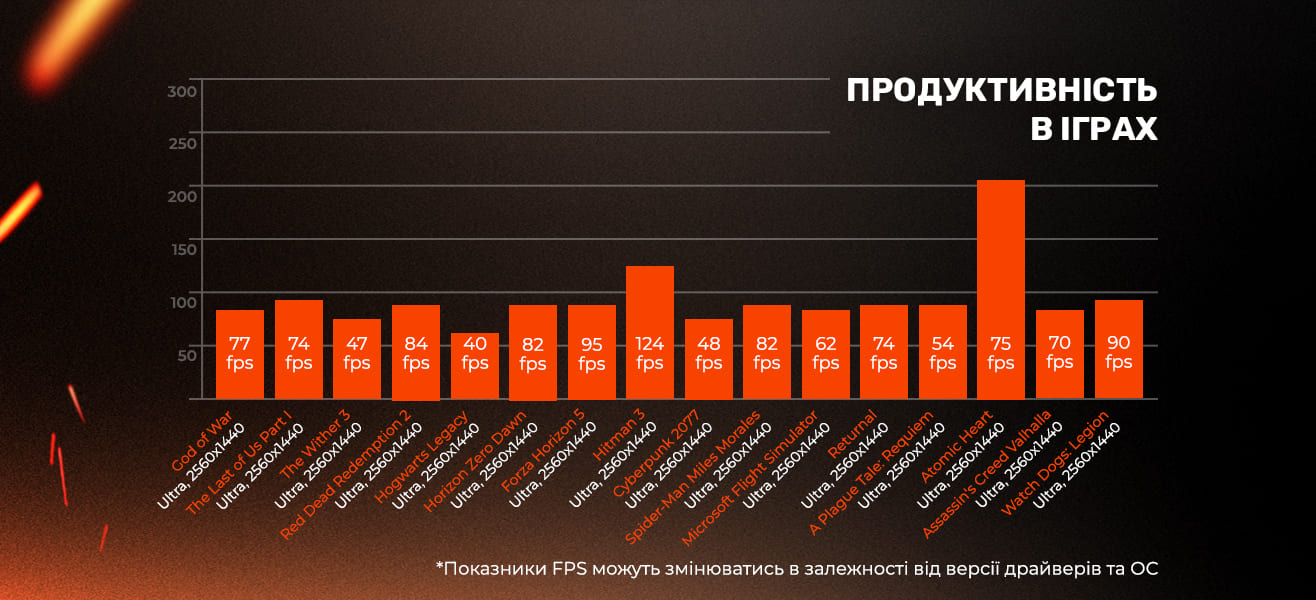 ПРОДУКТИВНІСТЬ
В ІГРАХ
300
250
200
150
100
50
77
fps
74
fps
47
fps
84
fps
40
fps
82
fps
95
fps
124
fps
48
fps
82
fps
62
fps
74
fps
54
fps
75
fps
70
fps
90
fps
God of War
Ultra, 2560x1440
The Last of Us Part I
Ultra, 2560x1440
The Wither 3
Ultra, 2560x1440
Red Dead Redemption 2
Ultra, 2560x1440
Hogwarts Legacy
Ultra, 2560x1440
Horizon Zero Dawn
Ultra, 2560x1440
Forza Horizon 5
Ultra, 2560x1440
Hitman 3
Ultra, 2560x1440
Cyberpunk 2077
Ultra, 2560x1440
Spider-Man Miles Morales
Ultra, 2560x1440
Microsoft Flight Simulator
Ultra, 2560x1440
Returnal
Ultra, 2560x1440
A Plague Tale: Requiem
Ultra, 2560x1440
Atomic Heart
Ultra, 2560x1440
Assassin's Creed Valhalla
Ultra, 2560x1440
Watch Dogs: Legion
Ultra, 2560x1440
*Показники FPS можуть змінюватись в залежності від версії драйверів та ОС